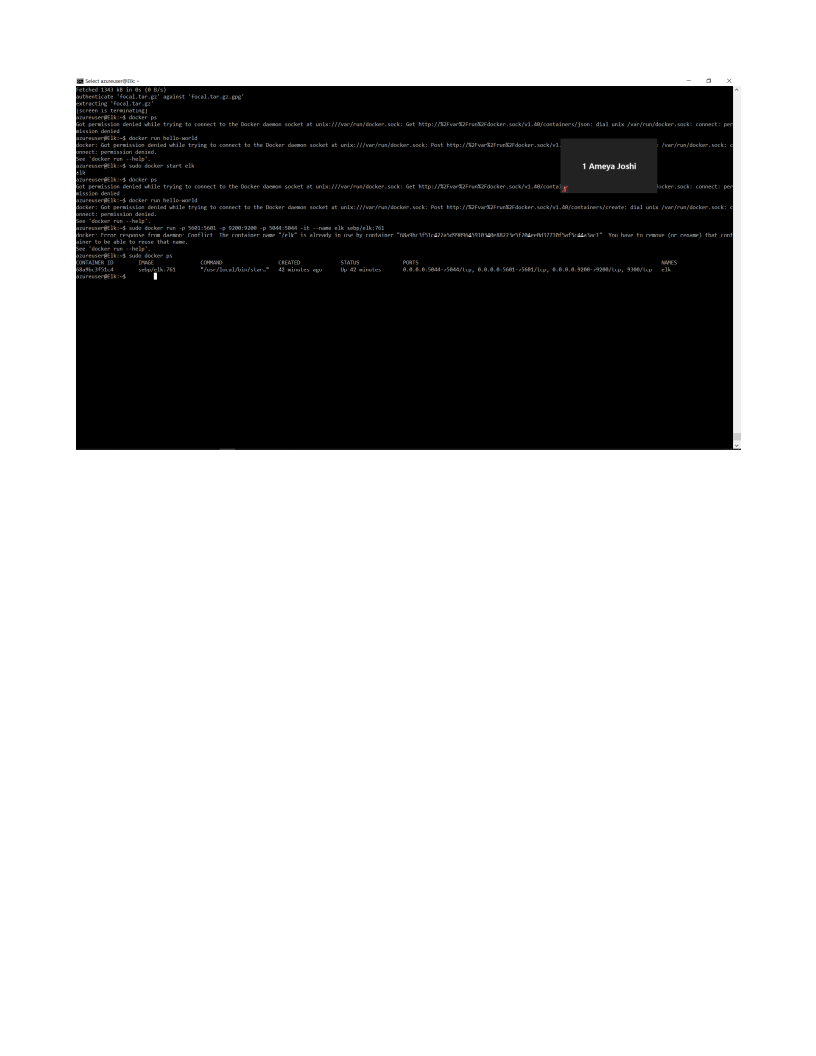 Select azureuser@Elk: ~
Fetched 1343 kB in 0s (0 B/s)
authenticate 'focal.tar.gz' against 'focal.tar.gz.gpg'
extracting 'focal.tar.gz'
[screen is terminating]
azureuser@Elk:~$ docker ps
Got permission denied while trying to connect to the Docker daemon socket at unix:///var/run/docker.sock: Get http://%2Fvar%2Frun%2Fdocker.sock/v1.40/containers/json: dial unix /var/run/docker.sock: connect: per
mission denied
azureuser@Elk:~$ docker run hello-world
docker: Got permission denied while trying to connect to the Docker daemon socket at unix:///var/run/docker.sock: Post http://%2Fvar%2Frun%2Fdocker.sock/v1. /var/run/docker.sock: c
onnect: permission denied.
See 'docker run --help'.
azureuser@Elk:~$ sudo docker start elk
elk
azureuser@Elk:~$ docker ps
Got permission denied while trying to connect to the Docker daemon socket at unix:///var/run/docker.sock: Get http://%2Fvar%2Frun%2Fdocker.sock/v1.40/contai ocker.sock: connect: per
mission denied
1 Ameya Joshi
azureuser@Elk:~$ docker run hello-world
docker: Got permission denied while trying to connect to the Docker daemon socket at unix:///var/run/docker.sock: Post http://%2Fvar%2Frun%2Fdocker.sock/v1.40/containers/create: dial unix /var/run/docker.sock: c
onnect: permission denied.
See 'docker run --help'.
azureuser@Elk:~$ sudo docker run -p 5601:5601 -p 9200:9200 -p 5044:5044 -it --name elk sebp/elk:761
docker: Error response from daemon: Conflict. The container name "/elk" is already in use by container You have to remove (or rename) that cont
ainer to be able to reuse that name.
See 'docker run --help'.
azureuser@Elk:~$ sudo docker ps
CONTAINER ID IMAGE COMMAND CREATED STATUS PORTS NAMES
sebp/elk:761 "/usr/local/bin/star…" 42 minutes ago Up 42 minutes 0.0.0.0:5044->5044/tcp, 0.0.0.0:5601->5601/tcp, 0.0.0.0:9200->9200/tcp, 9300/tcp elk
azureuser@Elk:~$